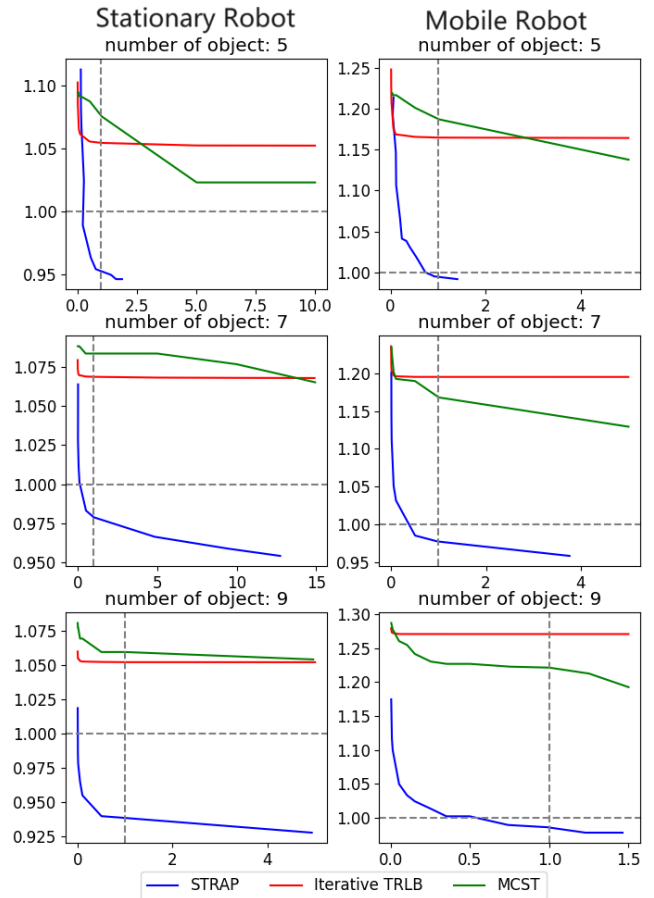 Stationary Robot
Mobile Robot
number of object: 5
number of object: 5
1.10
1.05
1.00
0.95
0.0 2.5 5.0 7.5 10.0
1.25
1.20
1.15
1.10
1.05
1.00
0 2 4
number of object: 7
number of object: 7
1.075
1.050
1.025
1.000
0.975
0.950
0 5 10 15
1.20
1.15
1.10
1.05
1.00
0.95
0 2 4
number of object: 9
number of object: 9
1.075
1.050
1.025
1.000
0.975
0.950
0.925
0 2 4
1.30
1.25
1.20
1.15
1.10
1.05
1.00
0.0 0.5 1.0 1.5
STRAP Iterative TRLB MCST